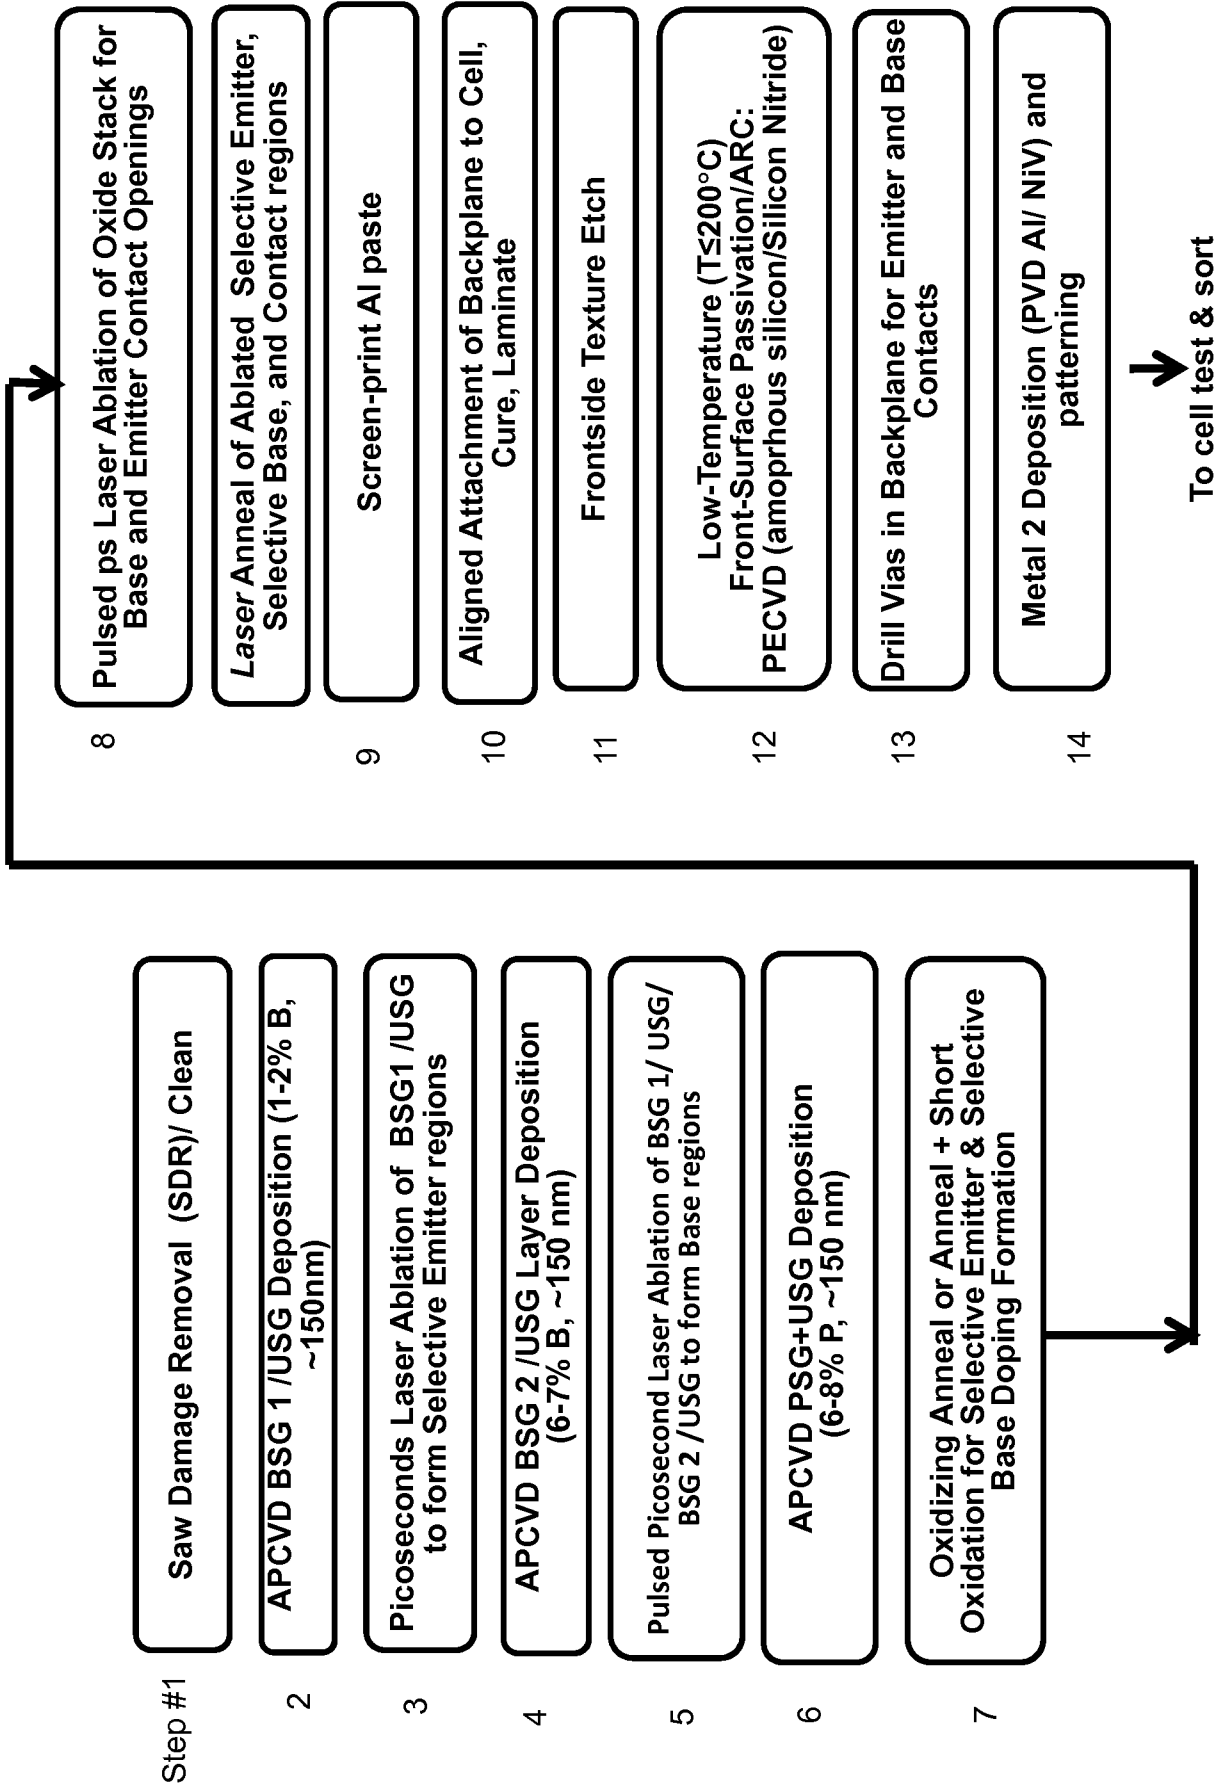 Step #1
Saw Damage Removal (SDR)/ Clean
2
APCVD BSG 1 /USG Deposition (1-2% B,
~150nm)
3
Picoseconds Laser Ablation of BSG1 /USG
to form Selective Emitter regions
4
APCVD BSG 2 /USG Layer Deposition
(6-7% B, ~150 nm)
5
Pulsed Picosecond Laser Ablation of BSG 1/ USG/
BSG 2 /USG to form Base regions
6
APCVD PSG+USG Deposition
(6-8% P, ~150 nm)
7
Oxidizing Anneal or Anneal + Short
Oxidation for Selective Emitter & Selective
Base Doping Formation
8
Pulsed ps Laser Ablation of Oxide Stack for
Base and Emitter Contact Openings
Laser Anneal of Ablated Selective Emitter,
Selective Base, and Contact regions
9
Screen-print Al paste
10
Aligned Attachment of Backplane to Cell,
Cure, Laminate
11
Frontside Texture Etch
12
Low-Temperature (T≤200°C)
Front-Surface Passivation/ARC:
PECVD (amoprhous silicon/Silicon Nitride)
13
Drill Vias in Backplane for Emitter and Base
Contacts
14
Metal 2 Deposition (PVD Al/ NiV) and
patterning
To cell test & sort